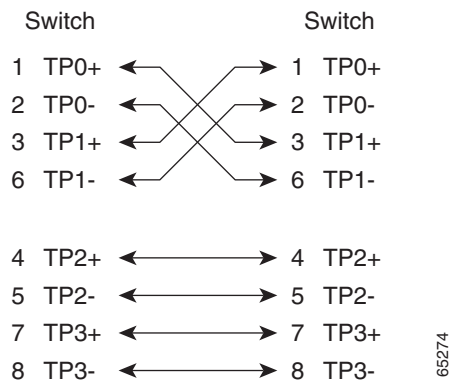 Switch Switch
1 TP0+ 1 TP0+
2 TP0- 2 TP0-
3 TP1+ 3 TP1+
6 TP1- 6 TP1-
4 TP2+ 4 TP2+
5 TP2- 5 TP2-
7 TP3+ 7 TP3+
8 TP3- 8 TP3-
65274